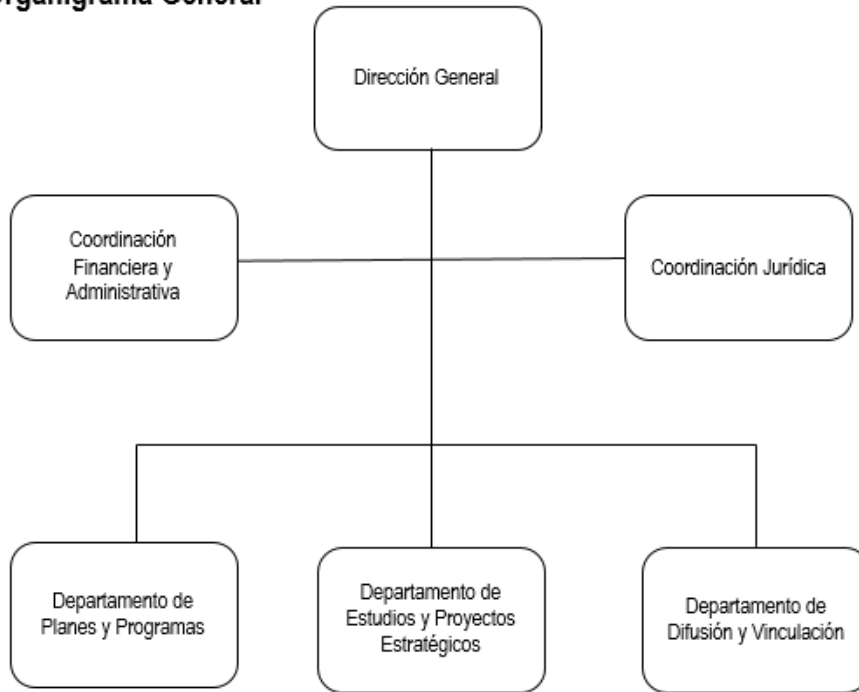 Organigrama General
Dirección General
Coordinación
Financiera y
Administrativa
Coordinación Jurídica
Departamento de
Planes y Programas
Departamento de
Estudios y Proyectos
Estratégicos
Departamento de
Difusión y Vinculación